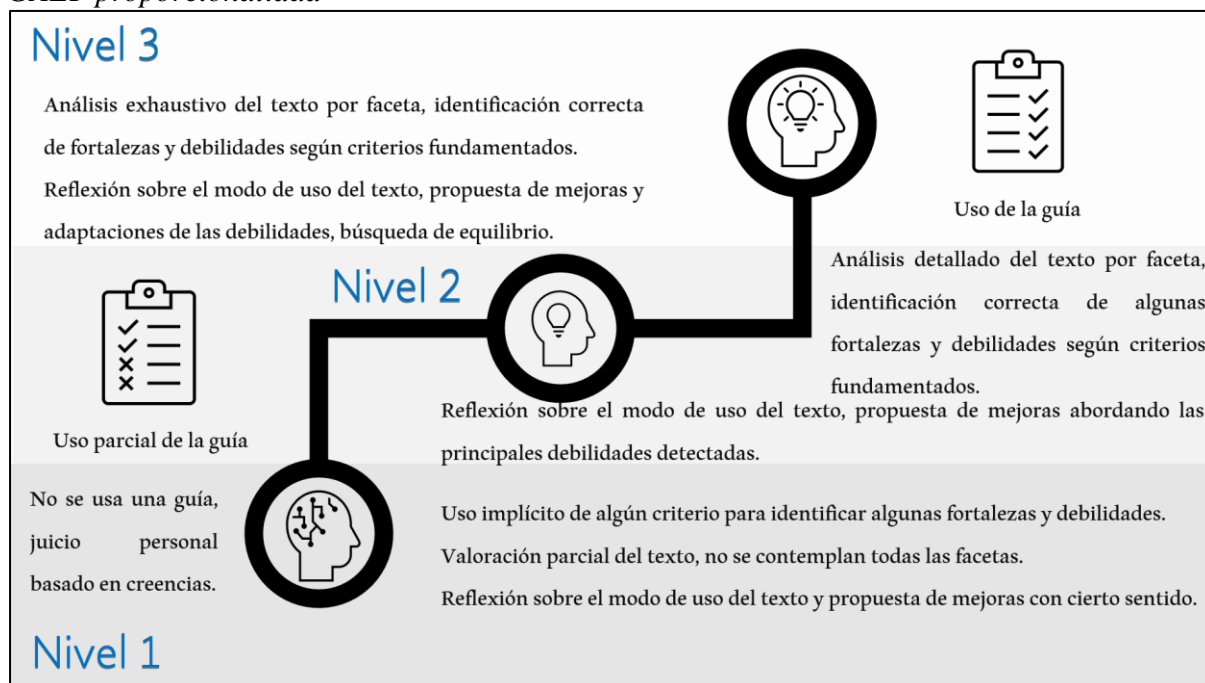 GALT-proporcionalidad
Nivel 3
Análisis exhaustivo del texto por faceta, identificación correcta
de fortalezas y debilidades según criterios fundamentados.
Reflexión sobre el modo de uso del texto, propuesta de mejoras y
adaptaciones de las debilidades, búsqueda de equilibrio.
Uso de la guía
Nivel 2
Análisis detallado del texto por faceta,
identificación correcta de algunas
fortalezas y debilidades según criterios
fundamentados.
Reflexión sobre el modo de uso del texto, propuesta de mejoras abordando las
principales debilidades detectadas.
Uso parcial de la guía
No se usa una guía,
juicio personal
basado en creencias.
Uso implícito de algún criterio para identificar algunas fortalezas y debilidades.
Valoración parcial del texto, no se contemplan todas las facetas.
Reflexión sobre el modo de uso del texto y propuesta de mejoras con cierto sentido.
Nivel 1